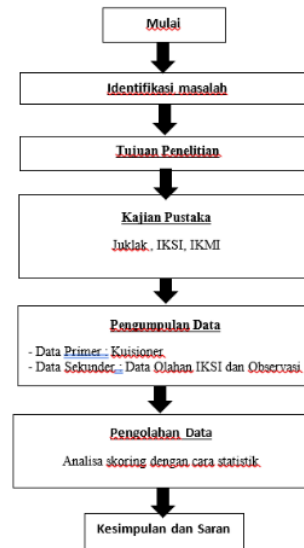 Mulai
Identifikasi masalah
Tujuan Penelitian
Kajian Pustaka
Juklak , IKSI, IKMI
Pengumpulan Data
- Data Primer : Kuisioner
- Data Sekunder : Data Olahan IKSI dan Observasi
Pengolahan Data
Analisa skoring dengan cara statistik
Kesimpulan dan Saran